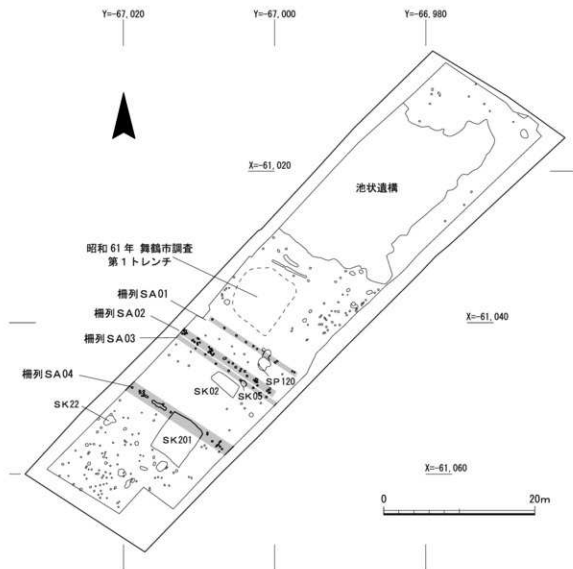 Y=-67,020
Y=-67,000
Y=-66,980
X=-61,020
池状遺構
昭和 61 年 舞鶴市調査
第 1 トレンチ
柵列SA01
柵列SA02
柵列SA03
X=-61,040
柵列SA04
SK02
SP120
SK05
SK22
SK201
X=-61,060
0
20m